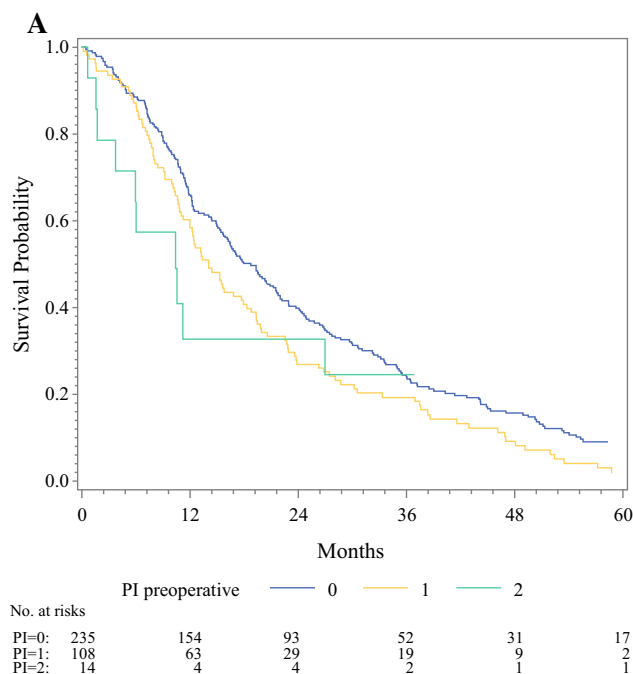 A
Survival Probability
1.0
0.8
0.6
0.4
0.2
0.0
0 12 24 36 48 60
Months
PI preoperative 0 1 2
No. at risks
PI=0: 235 154 93 52 31 17
PI=1: 108 63 29 19 9 2
PI=2: 14 4 4 2 1 1